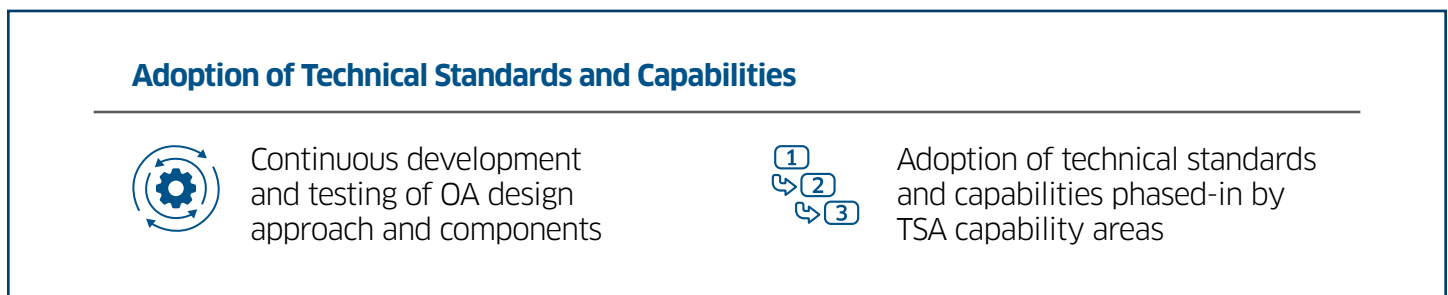 Adoption of Technical Standards and Capabilities
Continuous development
and testing of OA design
approach and components
1
2
3
Adoption of technical standards
and capabilities phased-in by
TSA capability areas